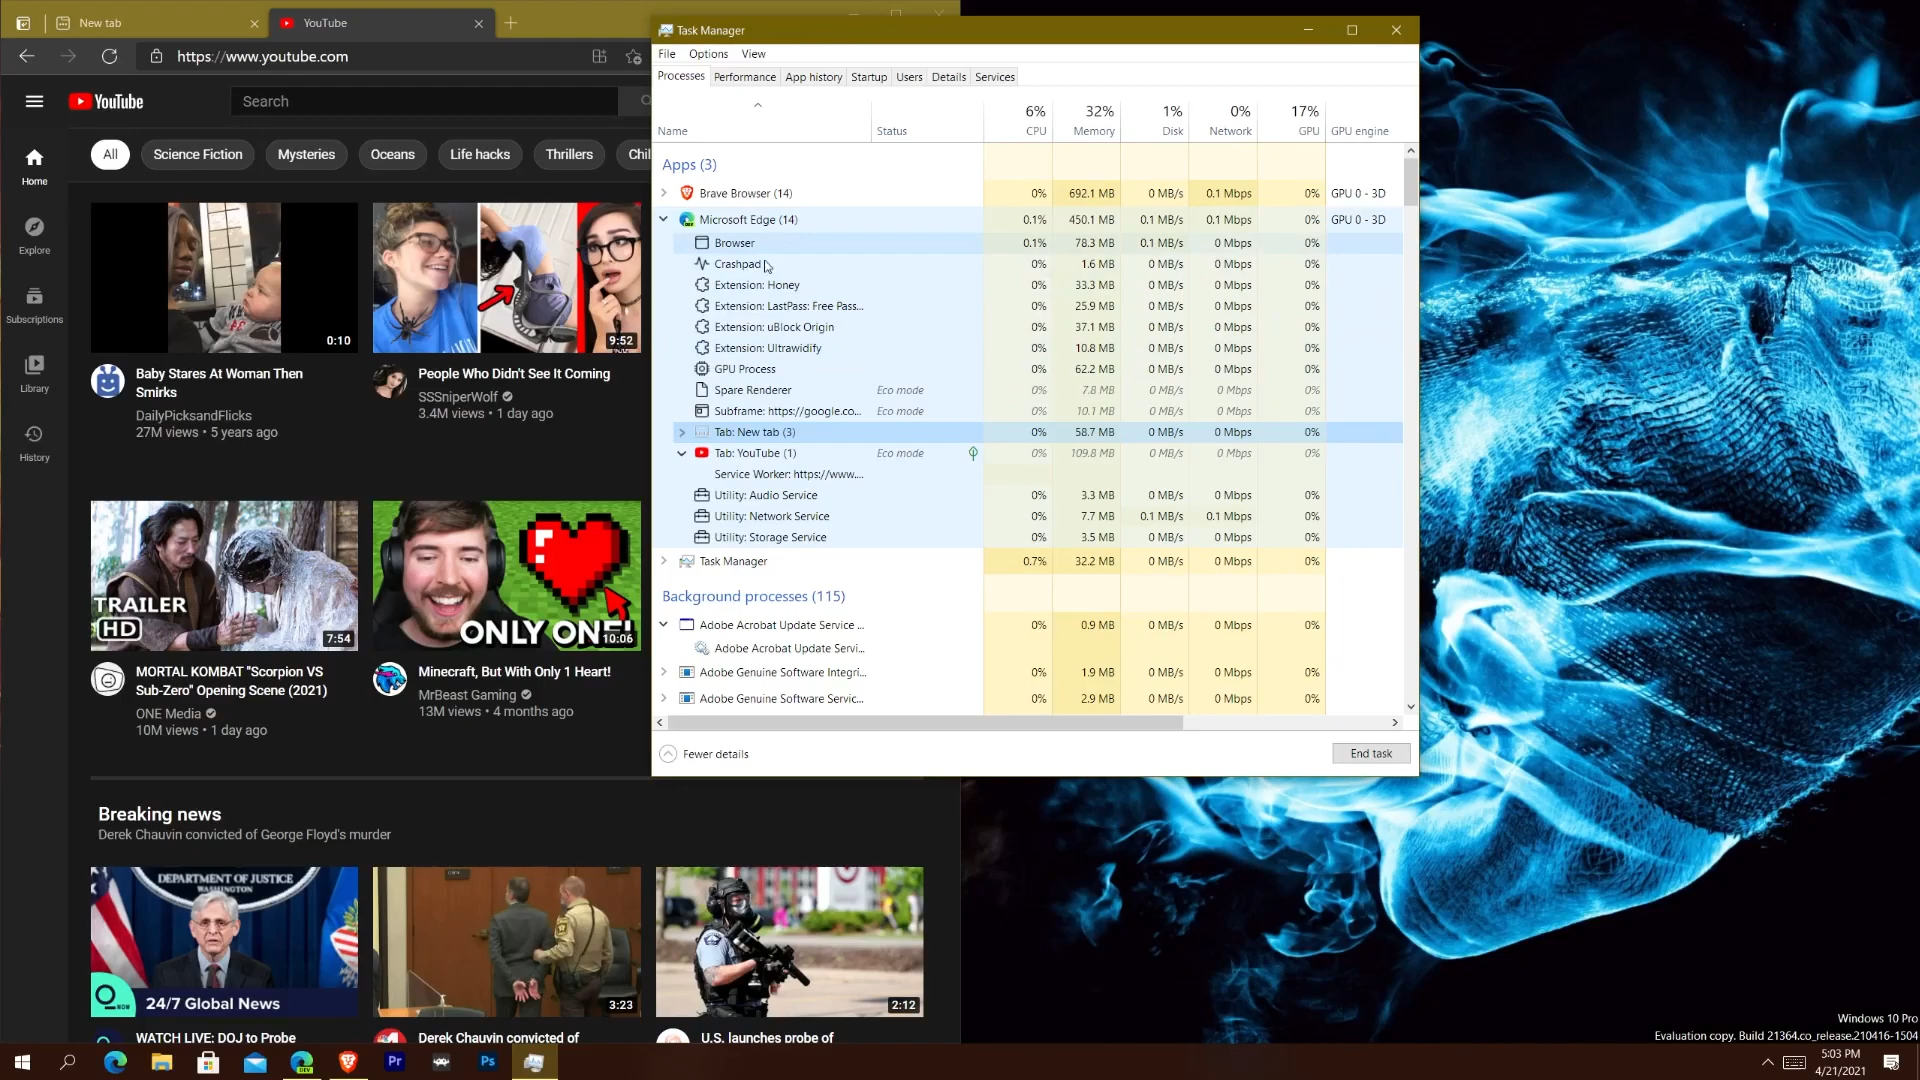 New tab
YouTube
https://www.youtube.com
YouTube
Search
All
Science Fiction
Mysteries
Oceans
Life hacks
Thrillers
Chil
Home
Explore
Subscriptions
Library
History
0:10
Baby Stares At Woman Then
Smirks
DailyPicksandFlicks
27M views • 5 years ago
9:52
People Who Didn't See It Coming
SSSniperWolf
3.4M views • 1 day ago
TRAILER
HD
7:54
MORTAL KOMBAT "Scorpion VS
Sub-Zero" Opening Scene (2021)
ONE Media
10M views • 1 day ago
ONLY ONE!
10:06
Minecraft, But With Only 1 Heart!
MrBeast Gaming
13M views • 4 months ago
Breaking news
Derek Chauvin convicted of George Floyd's murder
DEPARTMENT OF JUSTICE
WASHINGTON
NOW
24/7 Global News
3:23
2:12
WATCH LIVE: DOJ to Probe
Derek Chauvin convicted of
U.S. launches probe of
Task Manager
File Options View
Processes Performance App history Startup Users Details Services
6% 32% 1% 0% 17%
Name Status CPU Memory Disk Network GPU GPU engine
Apps (3)
Brave Browser (14) 0% 692.1 MB 0 MB/s 0.1 Mbps 0% GPU 0 - 3D
Microsoft Edge (14) 0.1% 450.1 MB 0.1 MB/s 0.1 Mbps 0% GPU 0 - 3D
Browser 0.1% 78.3 MB 0.1 MB/s 0 Mbps 0%
Crashpad 0% 1.6 MB 0 MB/s 0 Mbps 0%
Extension: Honey 0% 33.3 MB 0 MB/s 0 Mbps 0%
Extension: LastPass: Free Pass... 0% 25.9 MB 0 MB/s 0 Mbps 0%
Extension: uBlock Origin 0% 37.1 MB 0 MB/s 0 Mbps 0%
Extension: Ultrawidify 0% 10.8 MB 0 MB/s 0 Mbps 0%
GPU Process 0% 62.2 MB 0 MB/s 0 Mbps 0%
Spare Renderer Eco mode 0% 7.8 MB 0 MB/s 0 Mbps 0%
Subframe: https://google.co... Eco mode 0% 10.1 MB 0 MB/s 0 Mbps 0%
Tab: New tab (3) 0% 58.7 MB 0 MB/s 0 Mbps 0%
Tab: YouTube (1) Eco mode 0% 109.8 MB 0 MB/s 0 Mbps 0%
Service Worker: https://www....
Utility: Audio Service 0% 3.3 MB 0 MB/s 0 Mbps 0%
Utility: Network Service 0% 7.7 MB 0.1 MB/s 0.1 Mbps 0%
Utility: Storage Service 0% 3.5 MB 0 MB/s 0 Mbps 0%
Task Manager 0.7% 32.2 MB 0 MB/s 0 Mbps 0%
Background processes (115)
Adobe Acrobat Update Service ... 0% 0.9 MB 0 MB/s 0 Mbps 0%
Adobe Acrobat Update Servi...
Adobe Genuine Software Integri... 0% 1.9 MB 0 MB/s 0 Mbps 0%
Adobe Genuine Software Servic... 0% 2.9 MB 0 MB/s 0 Mbps 0%
Fewer details
End task
Windows 10 Pro
Evaluation copy. Build 21364.co_release.210416-1504
DEV
Pr
Ps
5:03 PM
4/21/2021